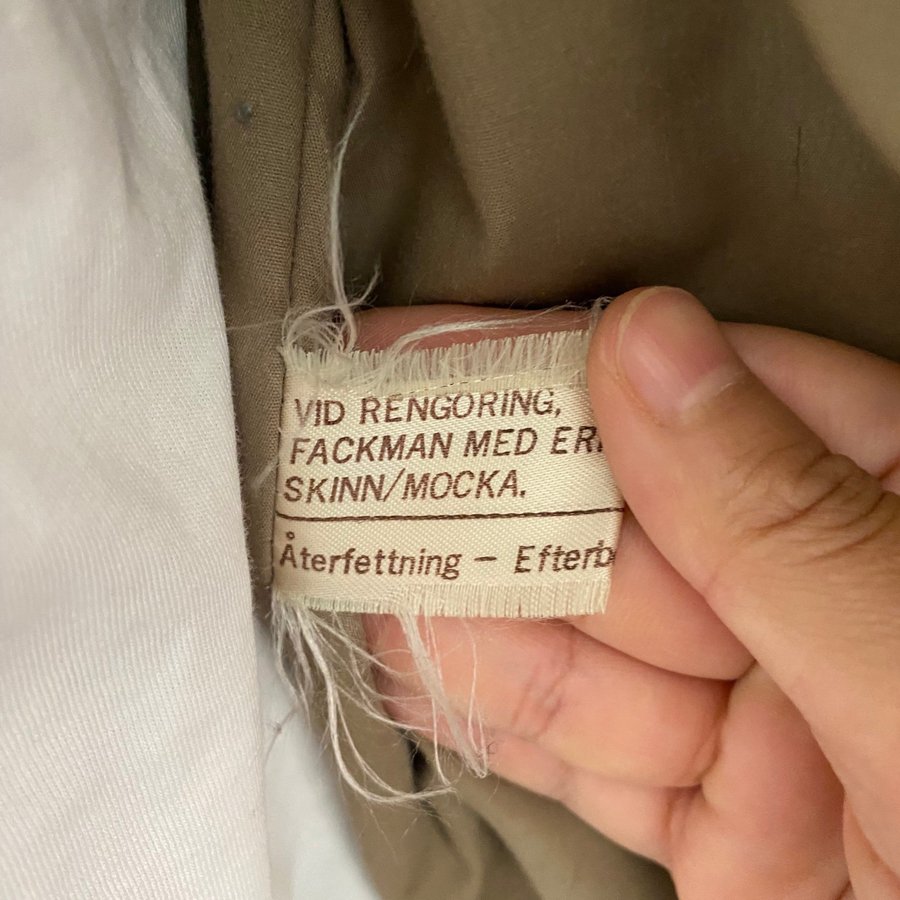 VID RENGORING,
FACKMAN MED
SKINN/MOCKA.
Återfettning –